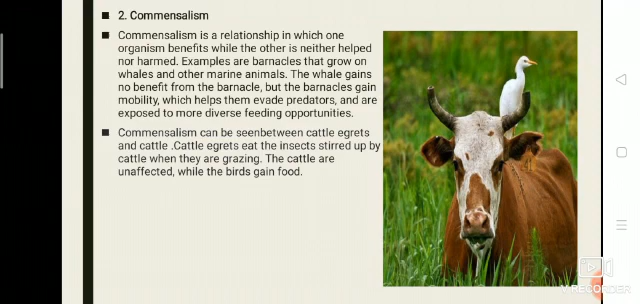 2. Commensalism
Commensalism is a relationship in which one
organism benefits while the other is neither helped
nor harmed. Examples are barnacles that grow on
whales and other marine animals. The whale gains
no benefit from the barnacle, but the barnacles gain
mobility, which helps them evade predators, and are
exposed to more diverse feeding opportunities.
Commensalism can be seenbetween cattle egrets
and cattle .Cattle egrets eat the insects stirred up by
cattle when they are grazing. The cattle are
unaffected, while the birds gain food.
V RECORDER